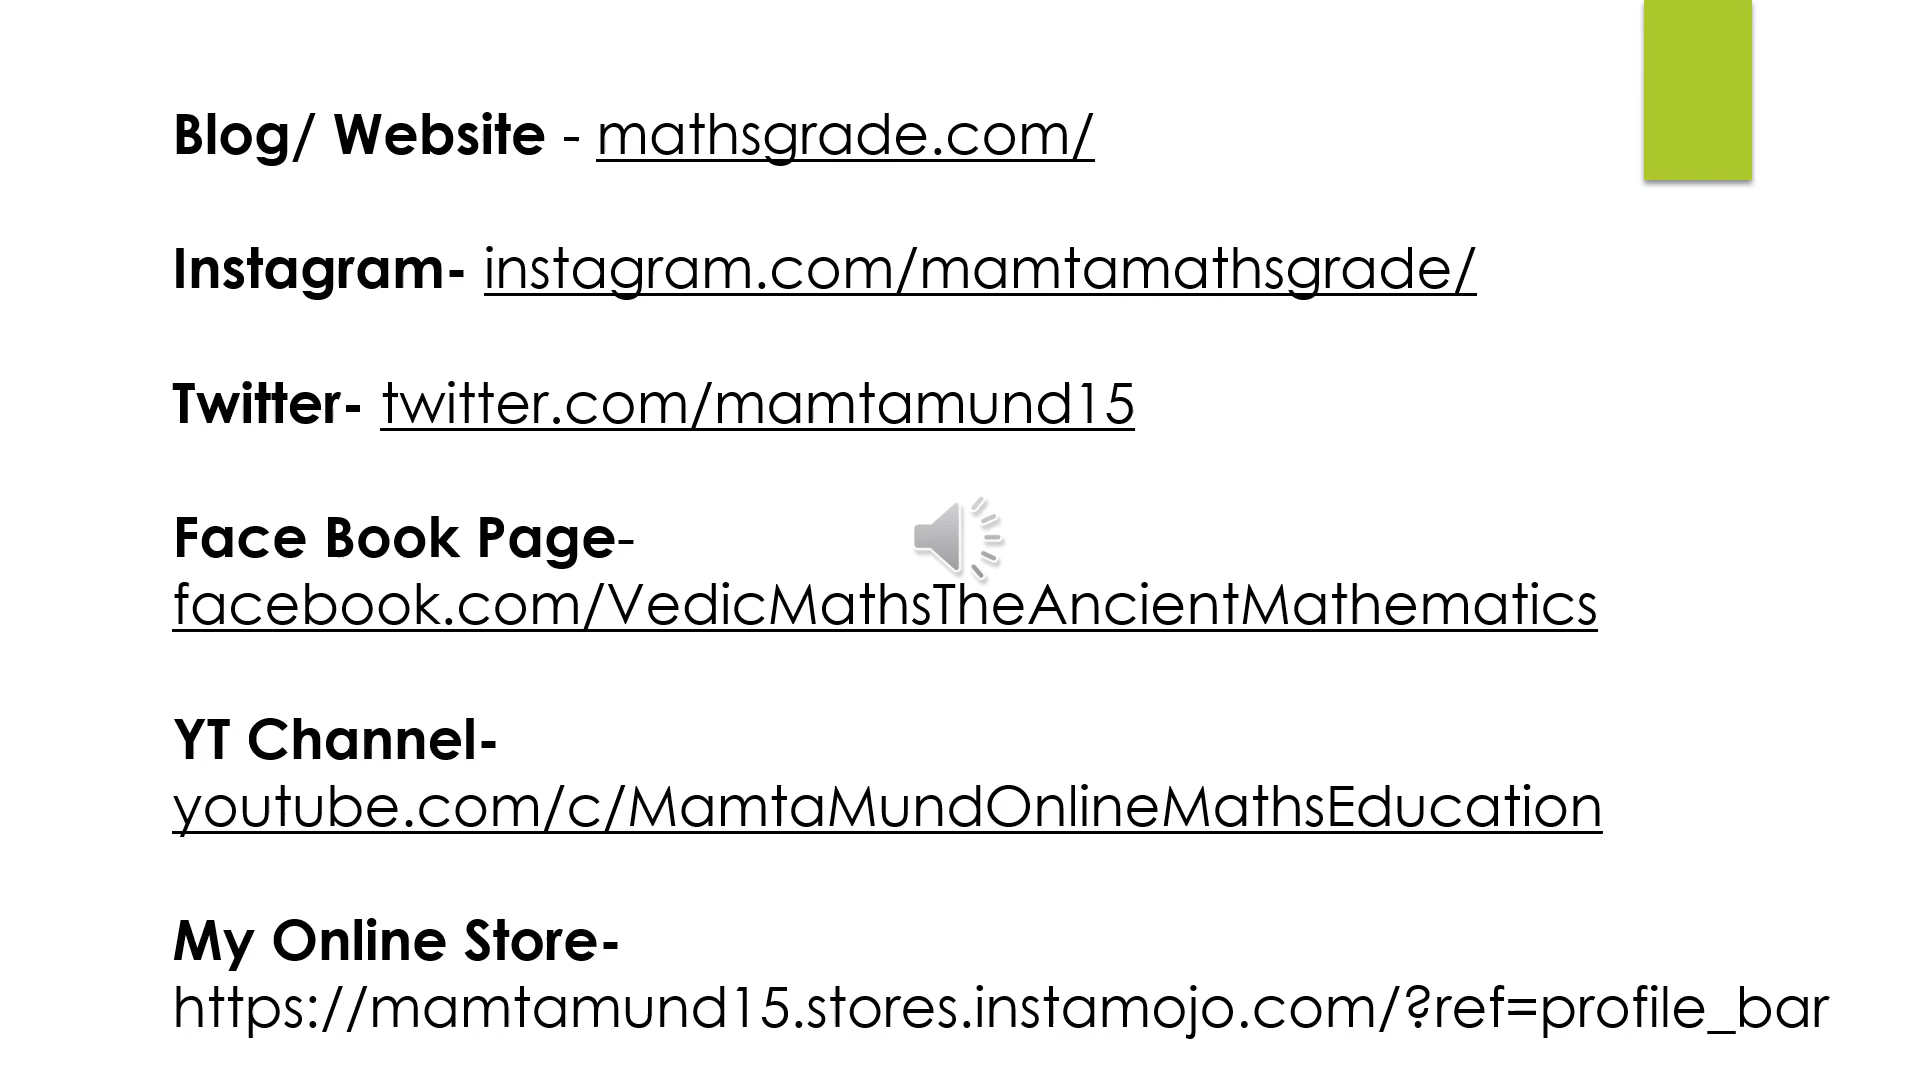 Blog/ Website - mathsgrade.com/
Instagram- instagram.com/mamtamathsgrade/
Twitter- twitter.com/mamtamund15
Face Book Page-
facebook.com/VedicMathsTheAncientMathematics
YT Channel-
youtube.com/c/MamtaMundOnlineMathsEducation
My Online Store-
https://mamtamund15.stores.instamojo.com/?ref=profile_bar